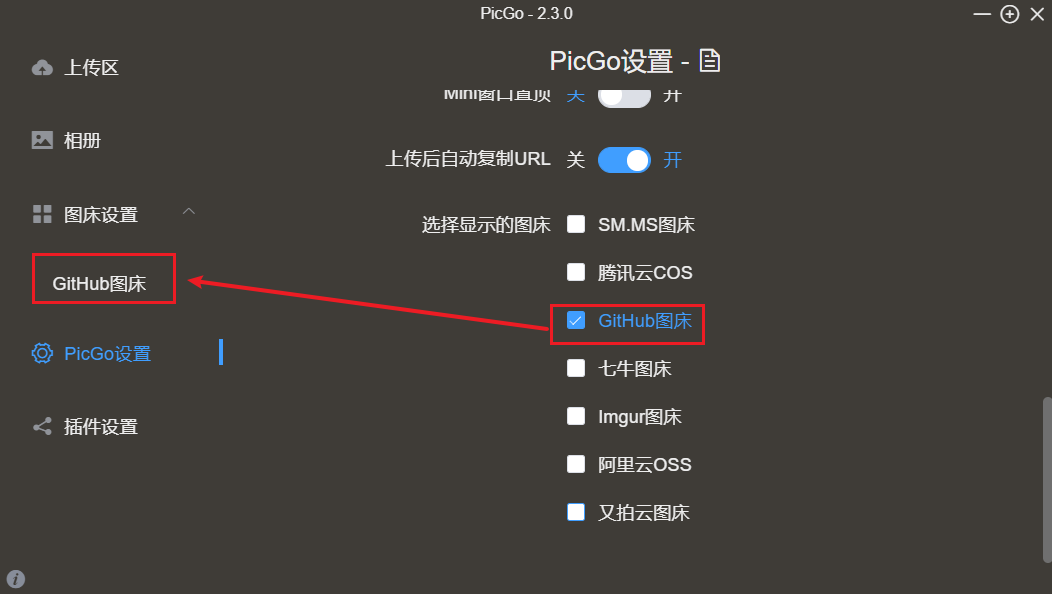 PicGo - 2.3.0
上传区
相册
图床设置
GitHub图床
PicGo设置
插件设置
PicGo设置 -
Mini窗口置顶 关 开
上传后自动复制URL 关 开
选择显示的图床
SM.MS图床
腾讯云COS
GitHub图床
七牛图床
Imgur图床
阿里云OSS
又拍云图床